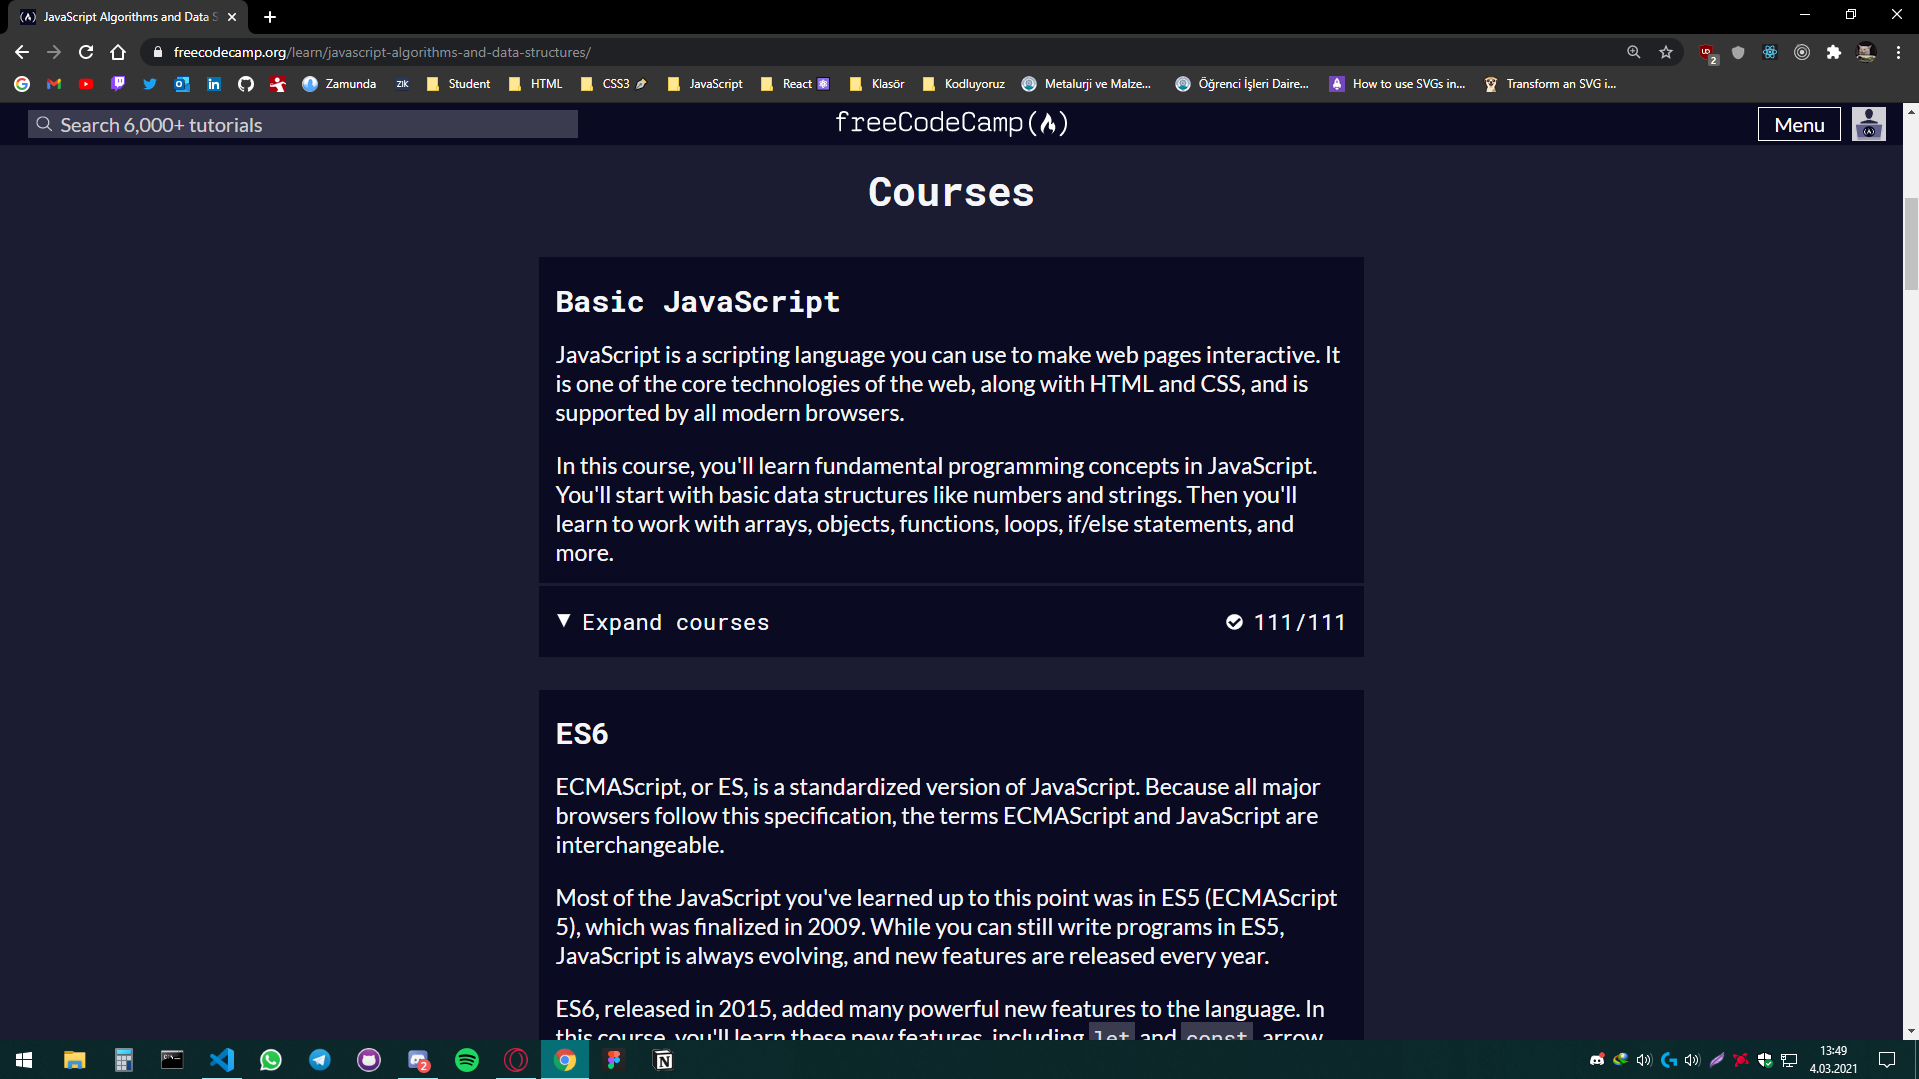 JavaScript Algorithms and Data S
freecodecamp.org/learn/javascript-algorithms-and-data-structures/
2
Zamunda
ZIK
Student
HTML
CSS3
JavaScript
React
Klasör
Kodluyoruz
Metalurji ve Malze...
Öğrenci İşleri Daire...
How to use SVGs in...
Transform an SVG i...
Search 6,000+ tutorials
freeCodeCamp
Menu
Courses
Basic JavaScript
JavaScript is a scripting language you can use to make web pages interactive. It
is one of the core technologies of the web, along with HTML and CSS, and is
supported by all modern browsers.
In this course, you'll learn fundamental programming concepts in JavaScript.
You'll start with basic data structures like numbers and strings. Then you'll
learn to work with arrays, objects, functions, loops, if/else statements, and
more.
Expand courses
111/111
ES6
ECMAScript, or ES, is a standardized version of JavaScript. Because all major
browsers follow this specification, the terms ECMAScript and JavaScript are
interchangeable.
Most of the JavaScript you've learned up to this point was in ES5 (ECMAScript
5), which was finalized in 2009. While you can still write programs in ES5,
JavaScript is always evolving, and new features are released every year.
ES6, released in 2015, added many powerful new features to the language. In
this course, you'll learn these new features, including let and const, arrow
2
13:49
4.03.2021